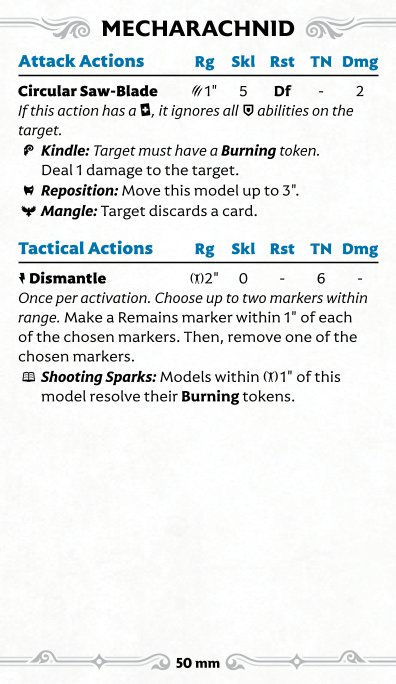 MECHARACHNID
Attack Actions Rg Skl Rst TN Dmg
Circular Saw-Blade 1" 5 Df - 2
If this action has a , it ignores all abilities on the
target.
Kindle: Target must have a Burning token.
Deal 1 damage to the target.
Reposition: Move this model up to 3".
Mangle: Target discards a card.
Tactical Actions Rg Skl Rst TN Dmg
Dismantle 2" 0 - 6 -
Once per activation. Choose up to two markers within
range. Make a Remains marker within 1" of each
of the chosen markers. Then, remove one of the
chosen markers.
Shooting Sparks: Models within 1" of this
model resolve their Burning tokens.
50 mm